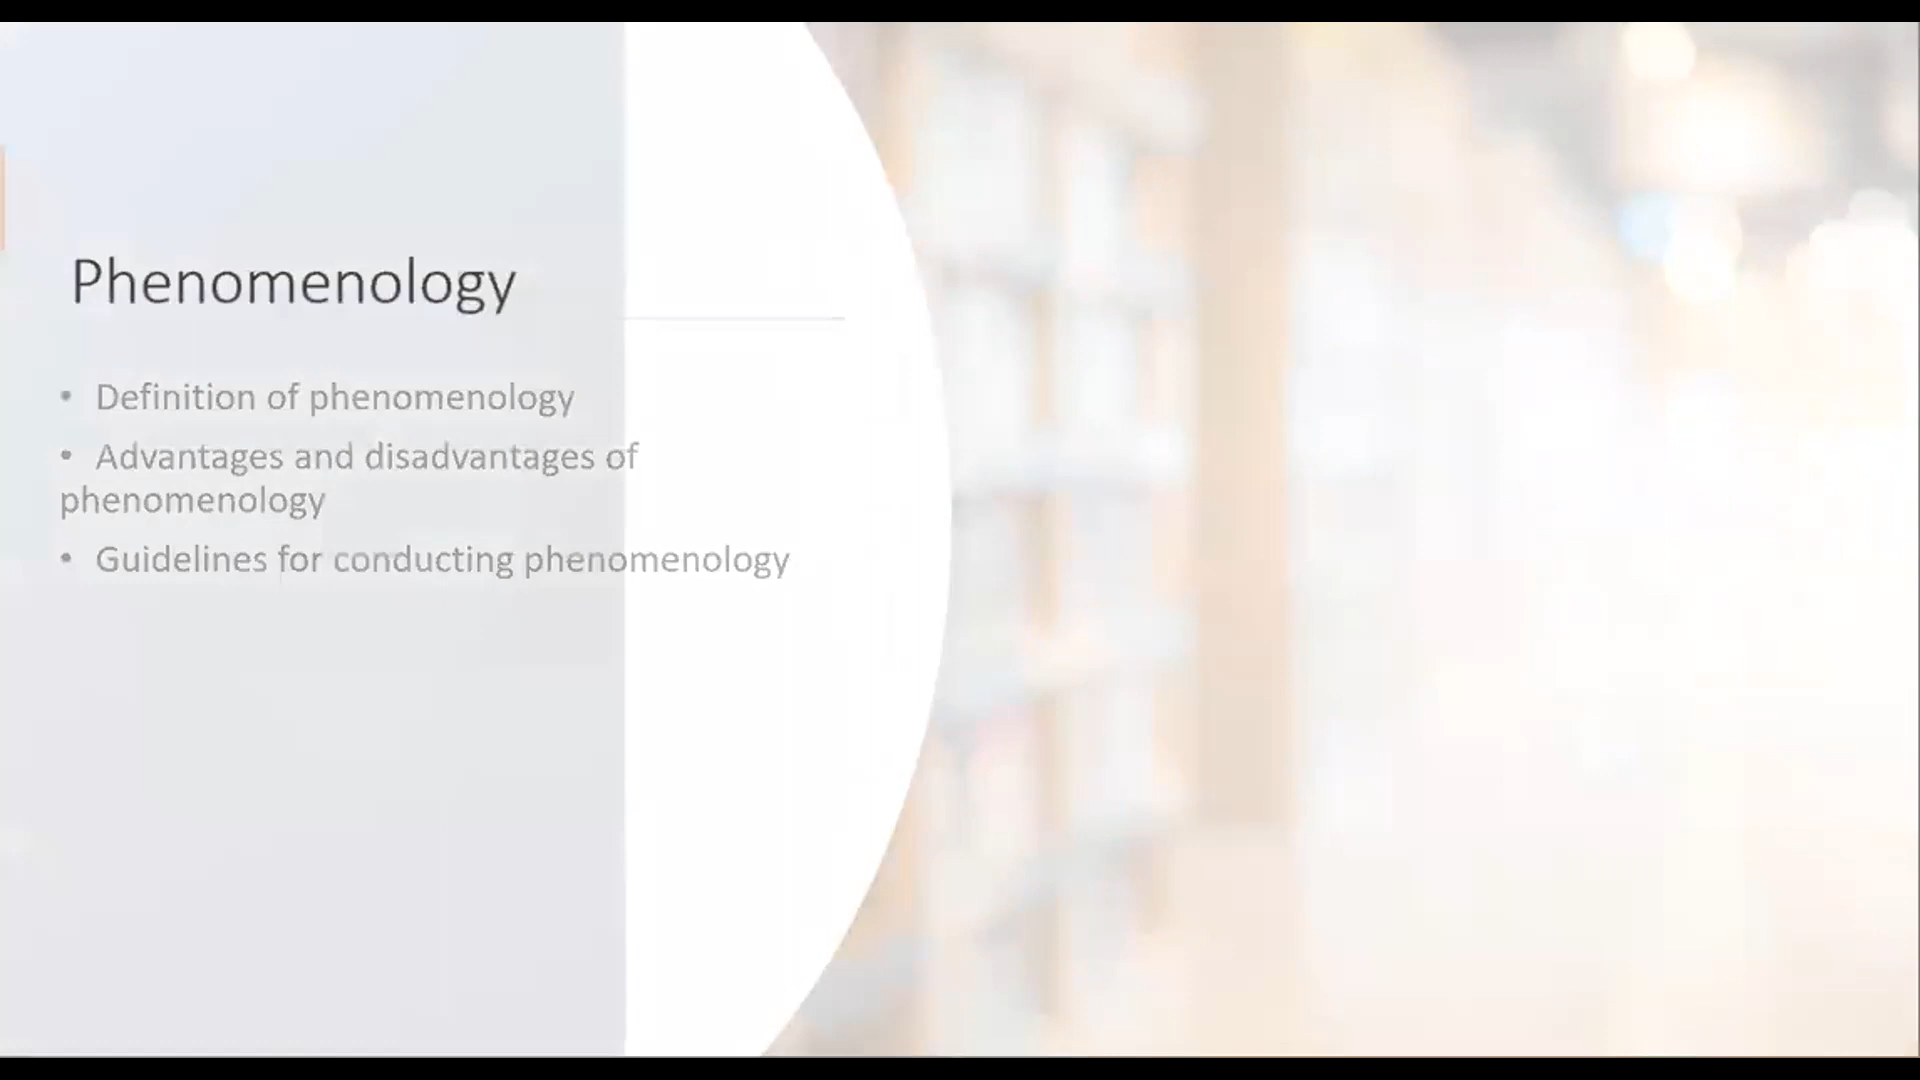 Phenomenology
• Definition of phenomenology
• Advantages and disadvantages of
phenomenology
• Guidelines for conducting phenomenology